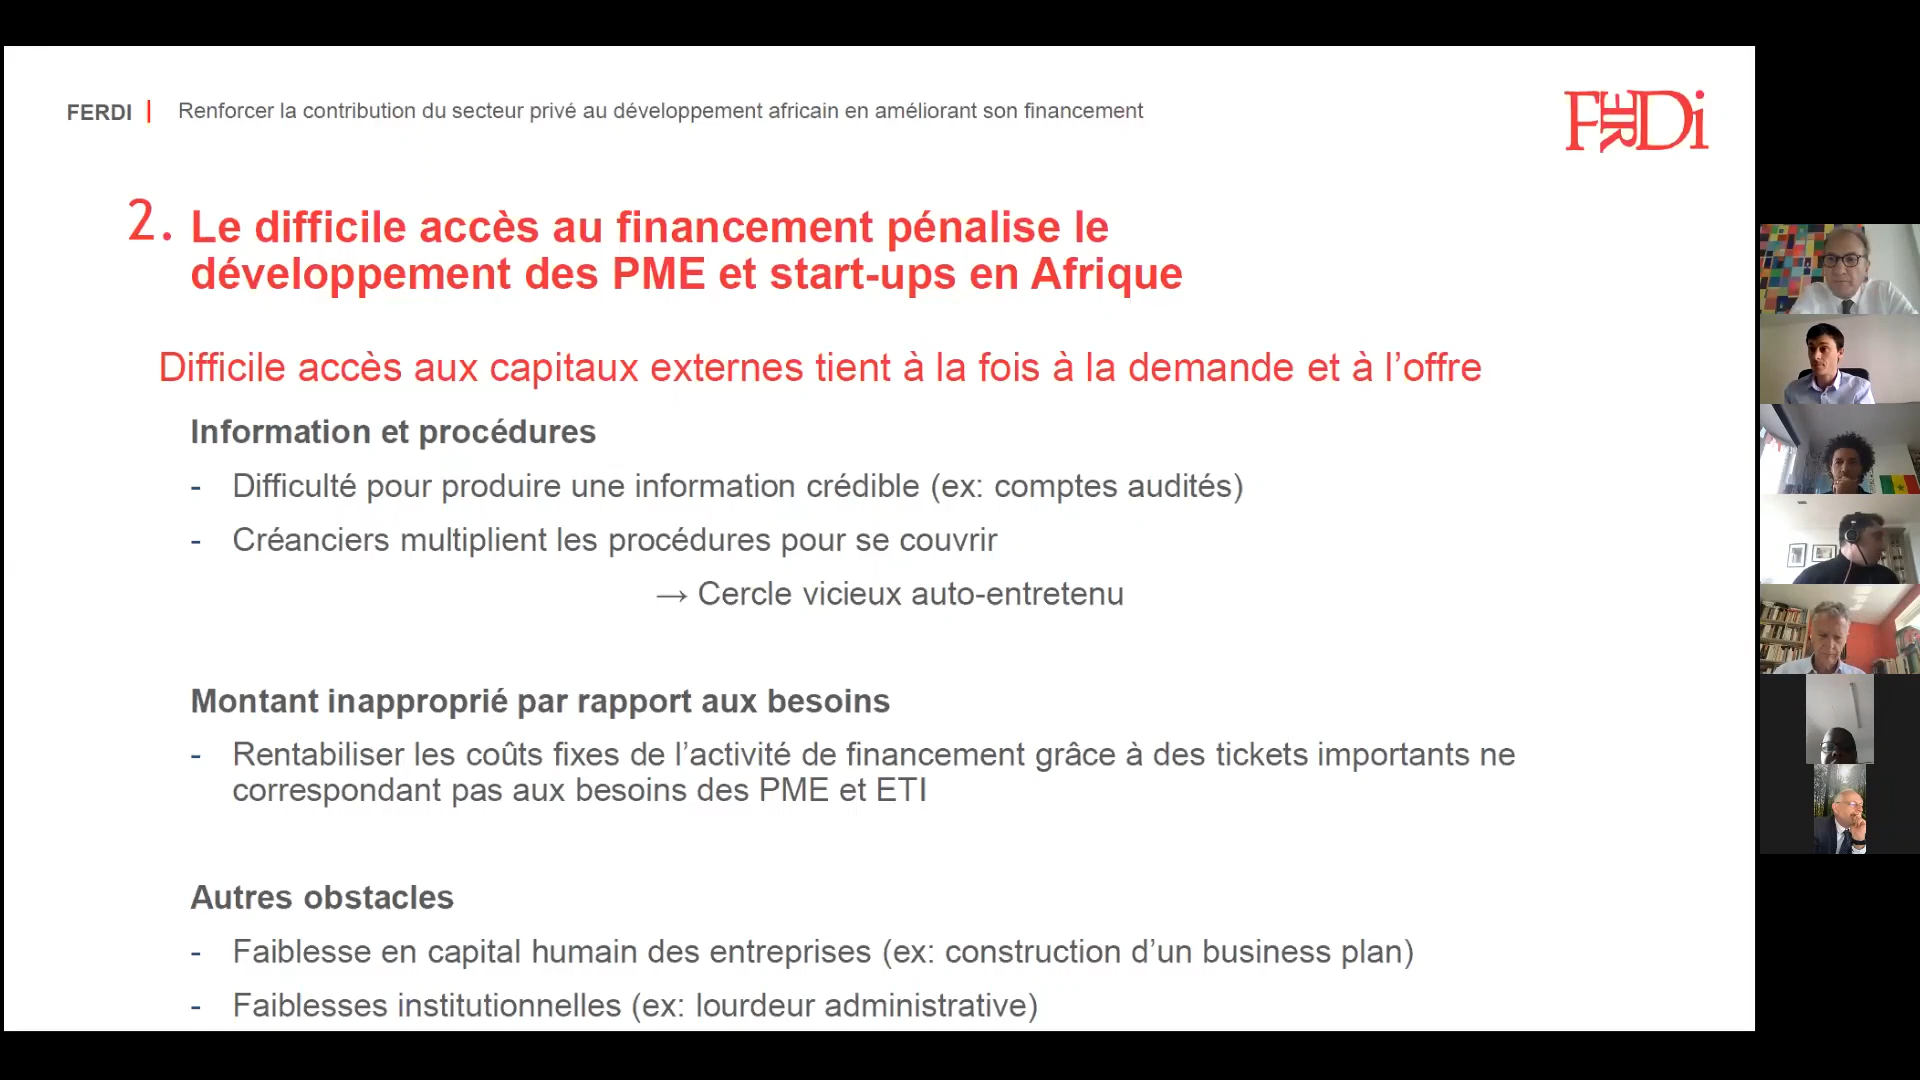 FERDI | Renforcer la contribution du secteur privé au développement africain en améliorant son financement
FERDi
2. Le difficile accès au financement pénalise le
développement des PME et start-ups en Afrique
Difficile accès aux capitaux externes tient à la fois à la demande et à l’offre
Information et procédures
- Difficulté pour produire une information crédible (ex: comptes audités)
- Créanciers multiplient les procédures pour se couvrir
→ Cercle vicieux auto-entretenu
Montant inapproprié par rapport aux besoins
- Rentabiliser les coûts fixes de l’activité de financement grâce à des tickets importants ne
correspondant pas aux besoins des PME et ETI
Autres obstacles
- Faiblesse en capital humain des entreprises (ex: construction d’un business plan)
- Faiblesses institutionnelles (ex: lourdeur administrative)